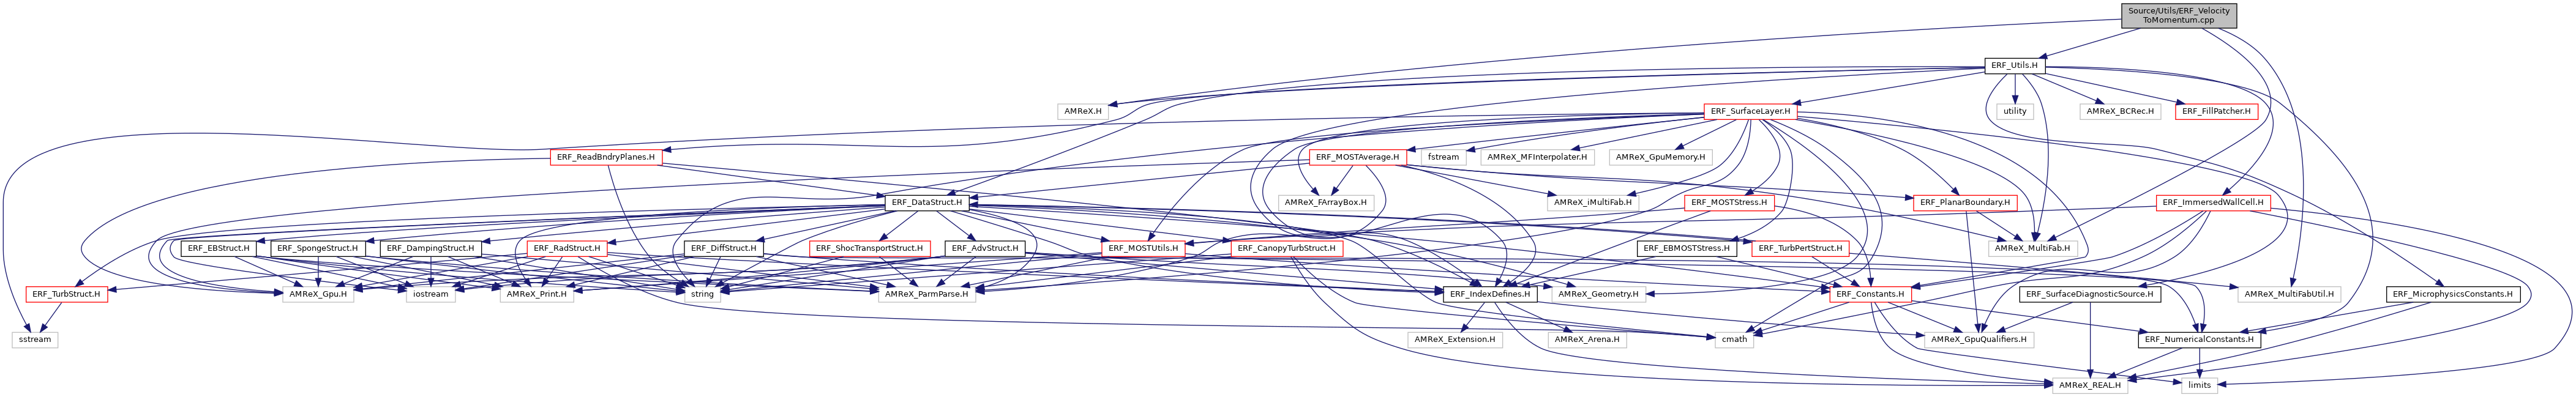 Source/Utils/ERF_Velocity
ToMomentum.cpp
ERF_Utils.H
AMReX.H
ERF_SurfaceLayer.H
utility
AMReX_BCRec.H
ERF_FillPatcher.H
ERF_ReadBndryPlanes.H
ERF_MOSTAverage.H
fstream
AMReX_MFInterpolater.H
AMReX_GpuMemory.H
ERF_DataStruct.H
AMReX_FArrayBox.H
AMReX_iMultiFab.H
ERF_MOSTStress.H
ERF_PlanarBoundary.H
ERF_ImmersedWallCell.H
ERF_EBStruct.H
ERF_SpongeStruct.H
ERF_DampingStruct.H
ERF_RadStruct.H
ERF_DiffStruct.H
ERF_ShocTransportStruct.H
ERF_AdvStruct.H
ERF_MOSTUtils.H
ERF_CanopyTurbStruct.H
ERF_EBMOSTStress.H
ERF_TurbPertStruct.H
AMReX_MultiFab.H
ERF_TurbStruct.H
AMReX_Gpu.H
iostream
AMReX_Print.H
string
AMReX_ParmParse.H
ERF_IndexDefines.H
AMReX_Geometry.H
ERF_Constants.H
ERF_SurfaceDiagnosticSource.H
AMReX_MultiFabUtil.H
ERF_MicrophysicsConstants.H
sstream
AMReX_Extension.H
AMReX_Arena.H
cmath
AMReX_GpuQualifiers.H
ERF_NumericalConstants.H
AMReX_REAL.H
limits